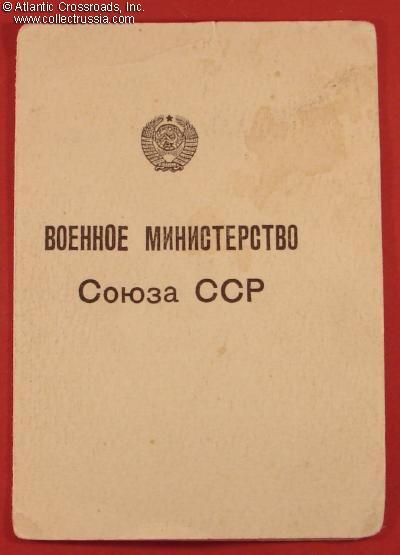 © Atlantic Crossroads, Inc.
www.collectrussia.com
ВОЕННОЕ МИНИСТЕРСТВО
Союза ССР